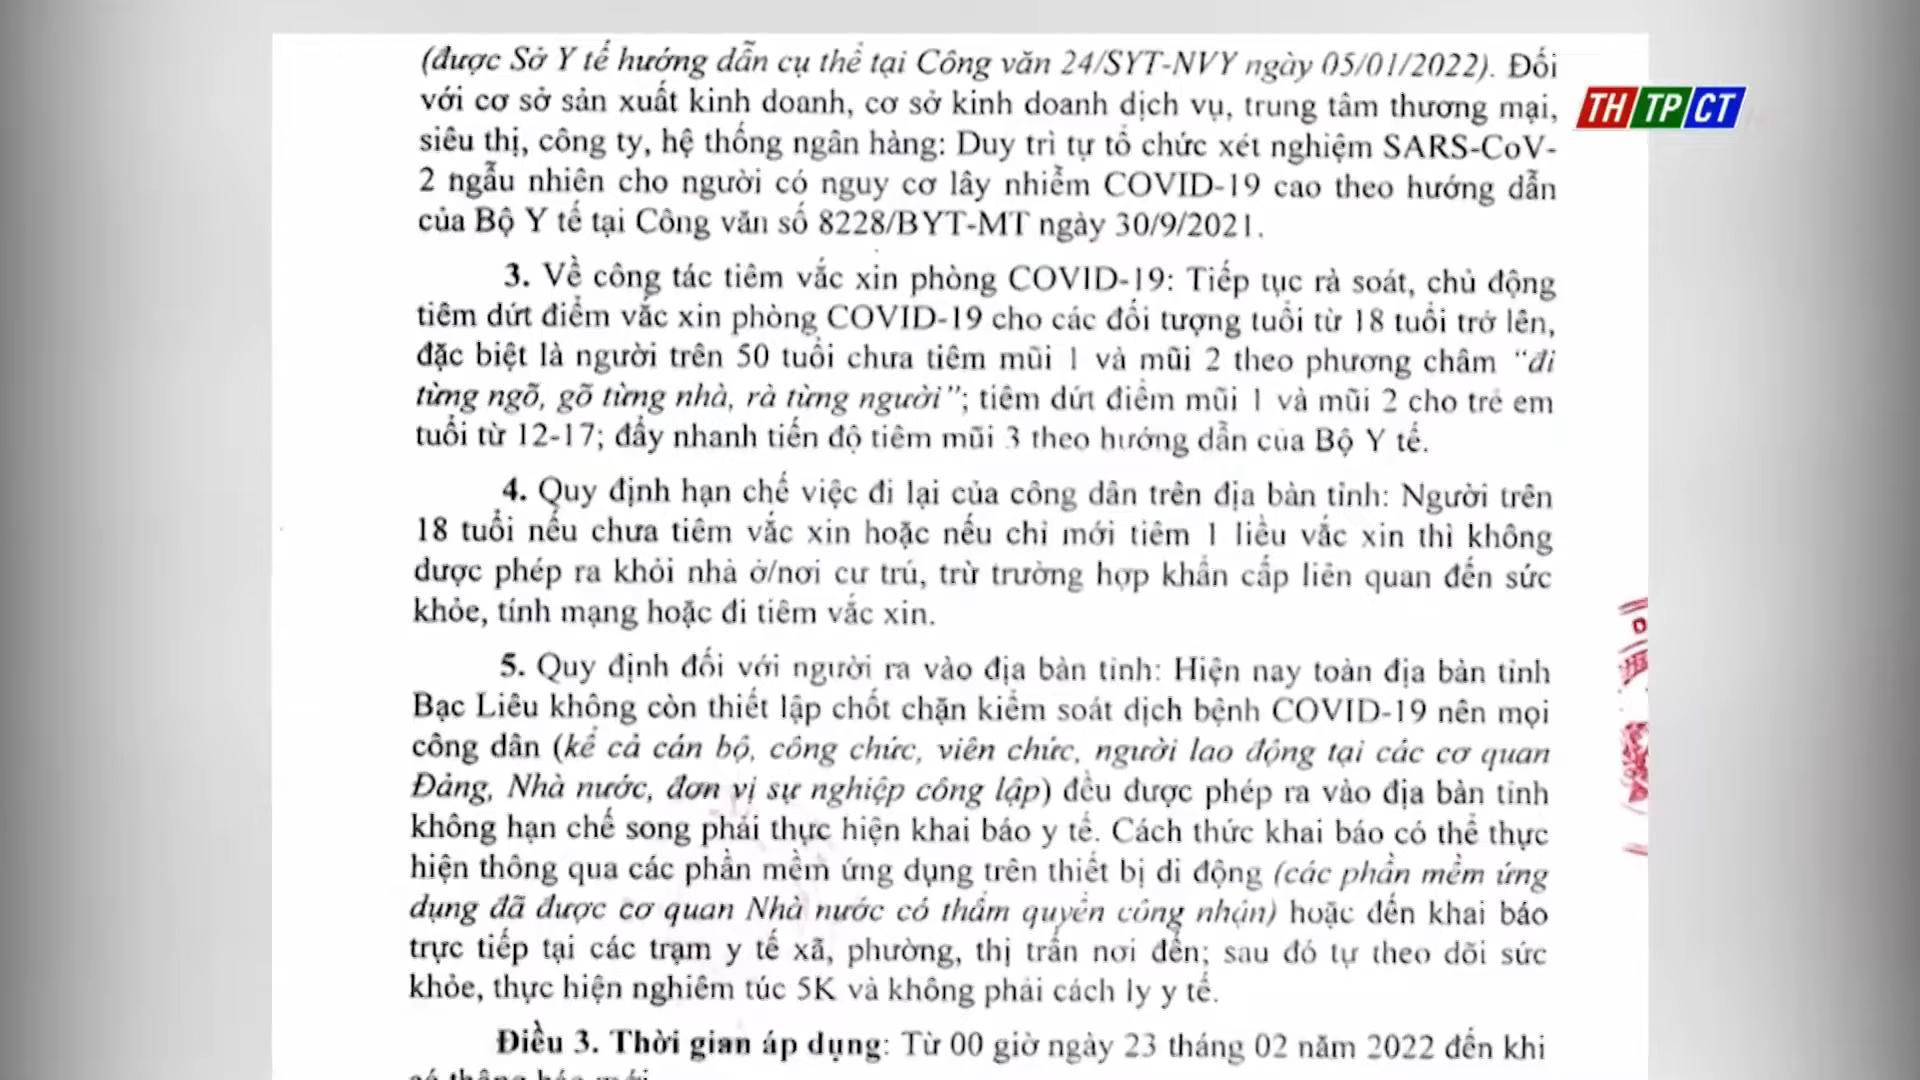 (được Sở Y tế hướng dẫn cụ thể tại Công văn 24/SYT-NVY ngày 05/01/2022). Đối
với cơ sở sản xuất kinh doanh, cơ sở kinh doanh dịch vụ, trung tâm thương mại,
THTPCT
siêu thị, công ty, hệ thống ngân hàng: Duy trì tự tổ chức xét nghiệm SARS-CoV-
2 ngẫu nhiên cho người có nguy cơ lây nhiễm COVID-19 cao theo hướng dẫn
của Bộ Y tế tại Công văn số 8228/BYT-MT ngày 30/9/2021.
3. Về công tác tiêm vắc xin phòng COVID-19: Tiếp tục rà soát, chủ động
tiêm dứt điểm vắc xin phòng COVID-19 cho các đối tượng tuổi từ 18 tuổi trở lên,
đặc biệt là người trên 50 tuổi chưa tiêm mũi 1 và mũi 2 theo phương châm “đi
từng ngõ, gõ từng nhà, rà từng người”; tiêm dứt điểm mũi 1 và mũi 2 cho trẻ em
tuổi từ 12-17; đẩy nhanh tiến độ tiêm mũi 3 theo hướng dẫn của Bộ Y tế.
4. Quy định hạn chế việc đi lại của công dân trên địa bàn tỉnh: Người trên
18 tuổi nếu chưa tiêm vắc xin hoặc nếu chỉ mới tiêm 1 liều vắc xin thì không
được phép ra khỏi nhà ở/nơi cư trú, trừ trường hợp khẩn cấp liên quan đến sức
khỏe, tính mạng hoặc đi tiêm vắc xin.
5. Quy định đối với người ra vào địa bàn tỉnh: Hiện nay toàn địa bàn tỉnh
Bạc Liêu không còn thiết lập chốt chặn kiểm soát dịch bệnh COVID-19 nên mọi
công dân (kể cả cán bộ, công chức, viên chức, người lao động tại các cơ quan
Đảng, Nhà nước, đơn vị sự nghiệp công lập) đều được phép ra vào địa bàn tỉnh
không hạn chế song phải thực hiện khai báo y tế. Cách thức khai báo có thể thực
hiện thông qua các phần mềm ứng dụng trên thiết bị di động (các phần mềm ứng
dụng đã được cơ quan Nhà nước có thẩm quyền công nhận) hoặc đến khai báo
trực tiếp tại các trạm y tế xã, phường, thị trấn nơi đến; sau đó tự theo dõi sức
khỏe, thực hiện nghiêm túc 5K và không phải cách ly y tế.
Điều 3. Thời gian áp dụng: Từ 00 giờ ngày 23 tháng 02 năm 2022 đến khi